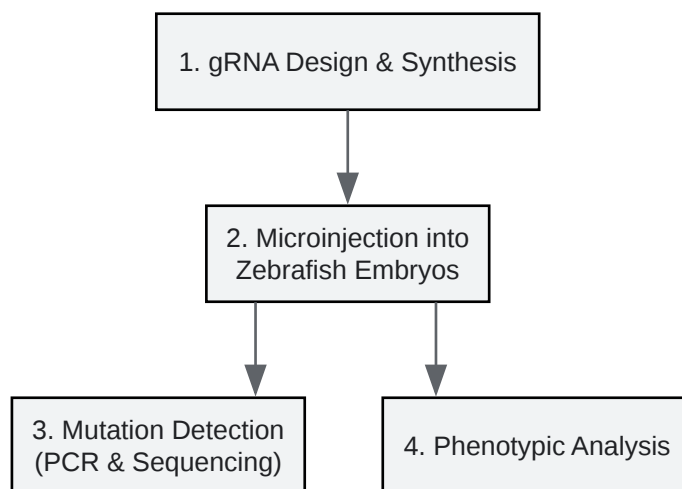 1. gRNA Design & Synthesis
2. Microinjection into
Zebrafish Embryos
3. Mutation Detection
(PCR & Sequencing)
4. Phenotypic Analysis